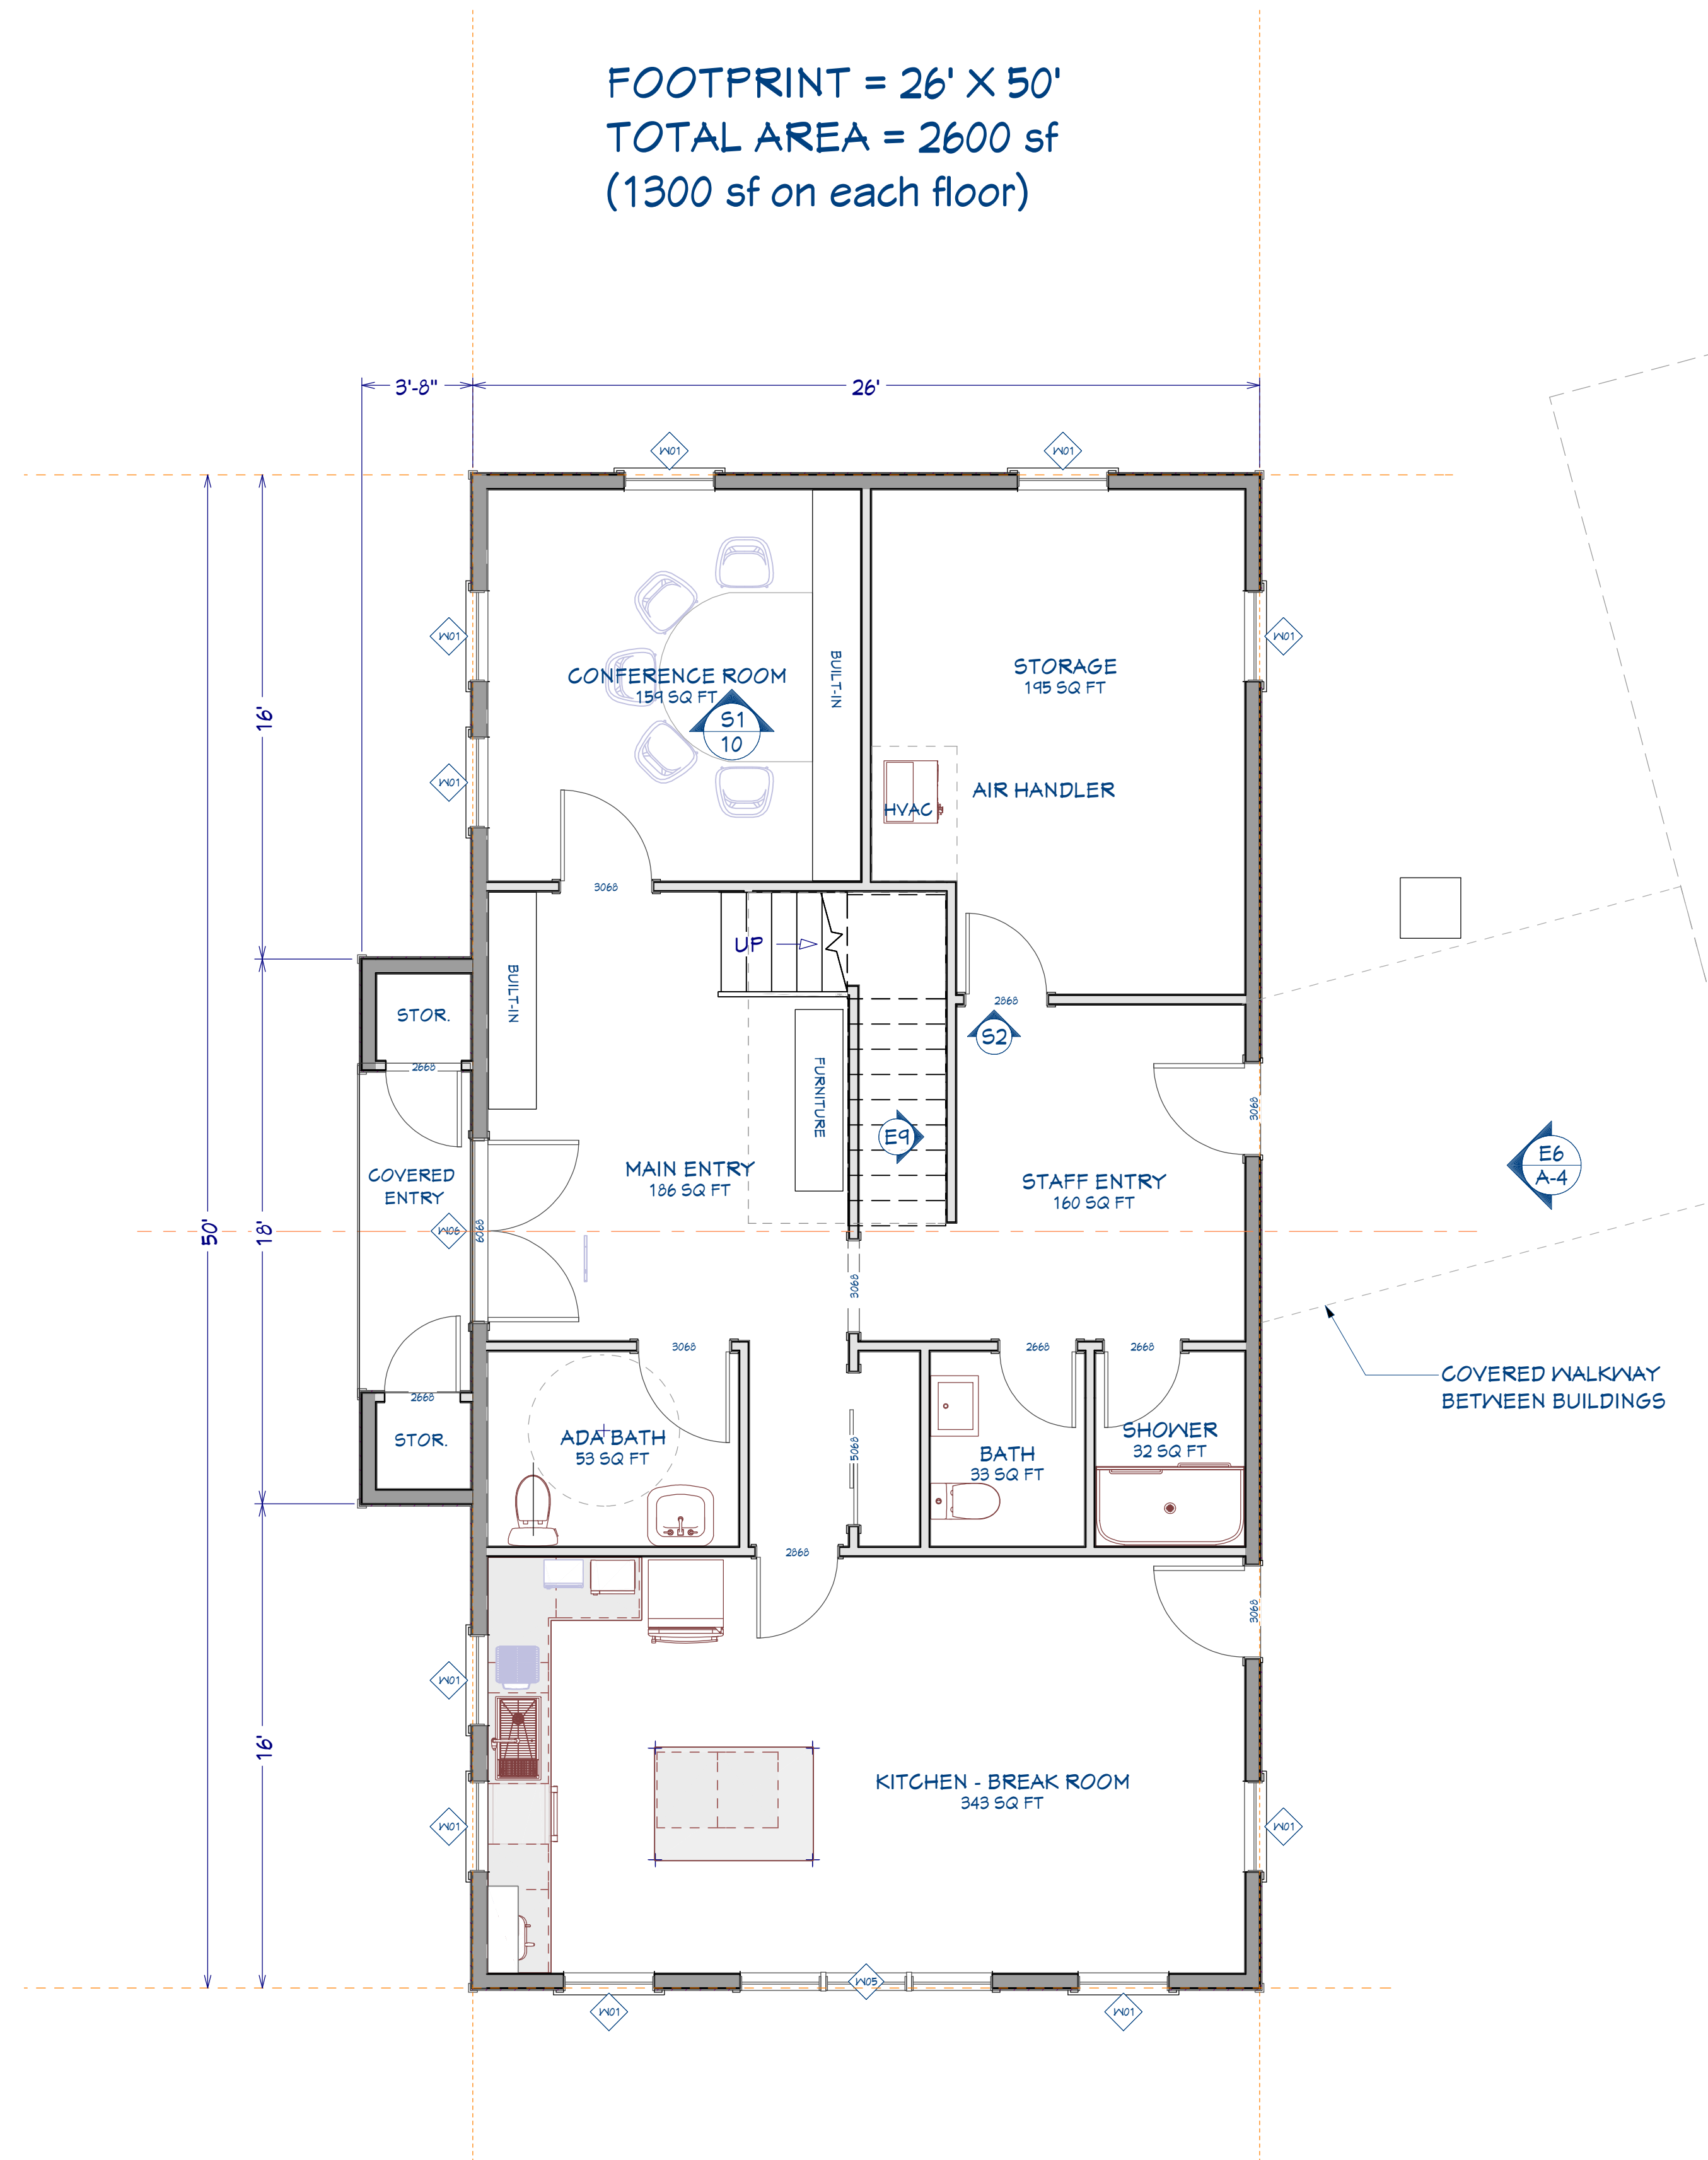 FOOTPRINT = 26' X 50'
TOTAL AREA = 2600 sf
(1300 sf on each floor)
3'-8"
26'
W01
W01
W01
W01
W01
CONFERENCE ROOM
159 SQ FT
S1
10
BUILT-IN
STORAGE
195 SQ FT
AIR HANDLER
HVAC
16'
3068
UP
BUILT-IN
STOR.
2668
2868
S2
FURNITURE
3068
E9
COVERED
ENTRY
MAIN ENTRY
186 SQ FT
STAFF ENTRY
160 SQ FT
E6
A-4
50'
18'
W06
6068
3068
3068
2668
2668
COVERED WALKWAY
BETWEEN BUILDINGS
2668
STOR.
ADA BATH
53 SQ FT
5068
BATH
33 SQ FT
SHOWER
32 SQ FT
2868
3068
W01
16'
KITCHEN - BREAK ROOM
343 SQ FT
W01
W01
W05
W01
W01